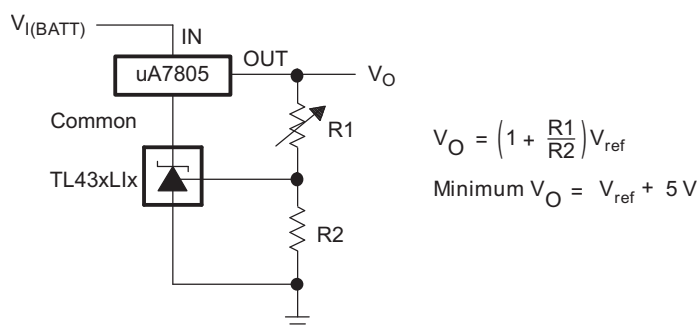 V_I(BATT)
IN
OUT
uA7805
V_O
Common
R1
V_O = (1 + R1/R2)V_ref
TL43xLIx
Minimum V_O = V_ref + 5 V
R2